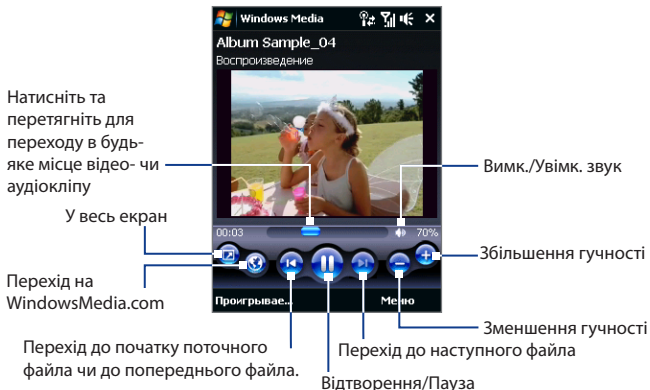 Windows Media
Album Sample_04
Воспроизведение
Натисніть та
перетягніть для
переходу в будь-
яке місце відео- чи
аудіокліпу
Вимк./Увімк. звук
У весь екран
00:03
70%
Збільшення гучності
Перехід на
WindowsMedia.com
Проигрывае...
Меню
Зменшення гучності
Перехід до початку поточного
файла чи до попереднього файла.
Перехід до наступного файла
Відтворення/Пауза